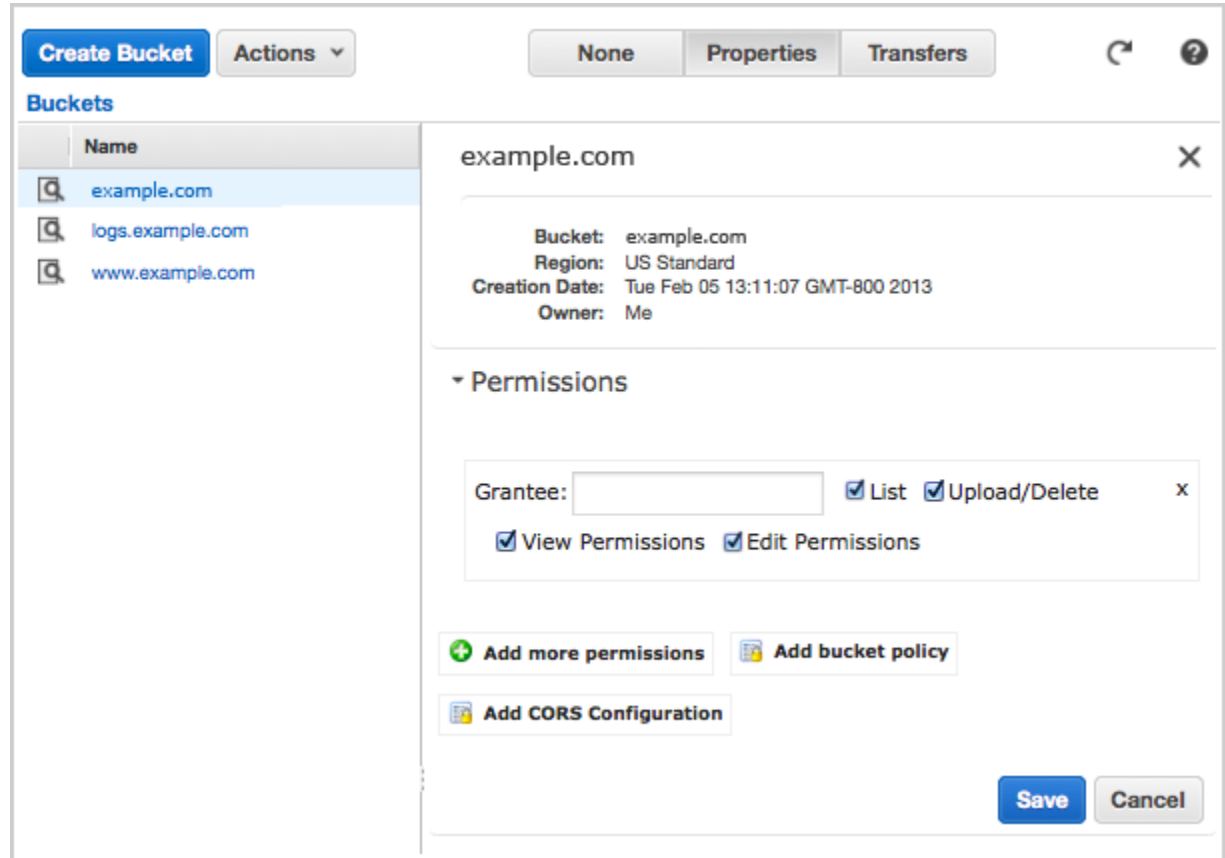 Create Bucket Actions None Properties Transfers
Buckets
Name
example.com
logs.example.com
www.example.com
example.com
Bucket: example.com
Region: US Standard
Creation Date: Tue Feb 05 13:11:07 GMT-800 2013
Owner: Me
Permissions
Grantee: List Upload/Delete x
View Permissions Edit Permissions
Add more permissions Add bucket policy
Add CORS Configuration
Save Cancel